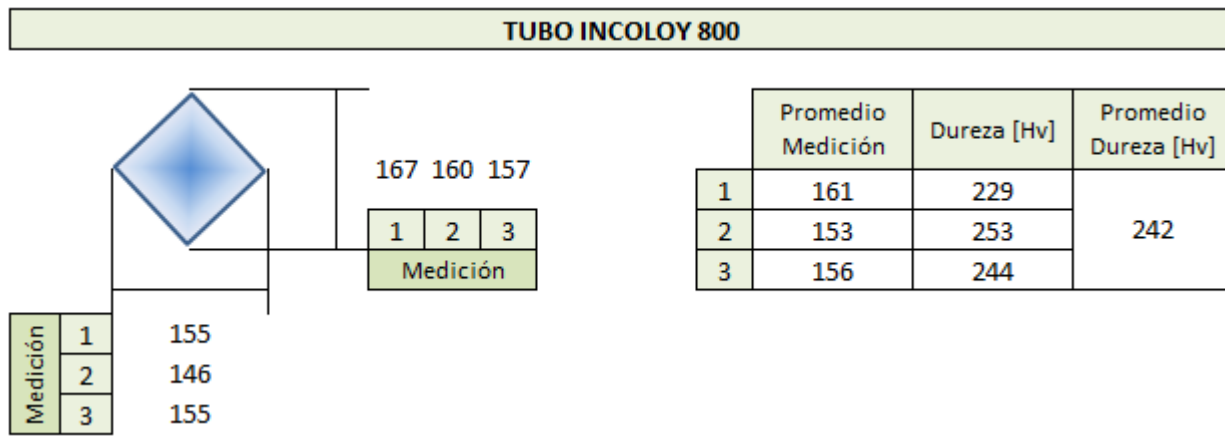 TUBO INCOLOY 800
167 160 157
1 2 3
Medición
Promedio Medición Dureza [Hv] Promedio Dureza [Hv]
1 161 229
2 153 253 242
3 156 244
Medición
1 155
2 146
3 155